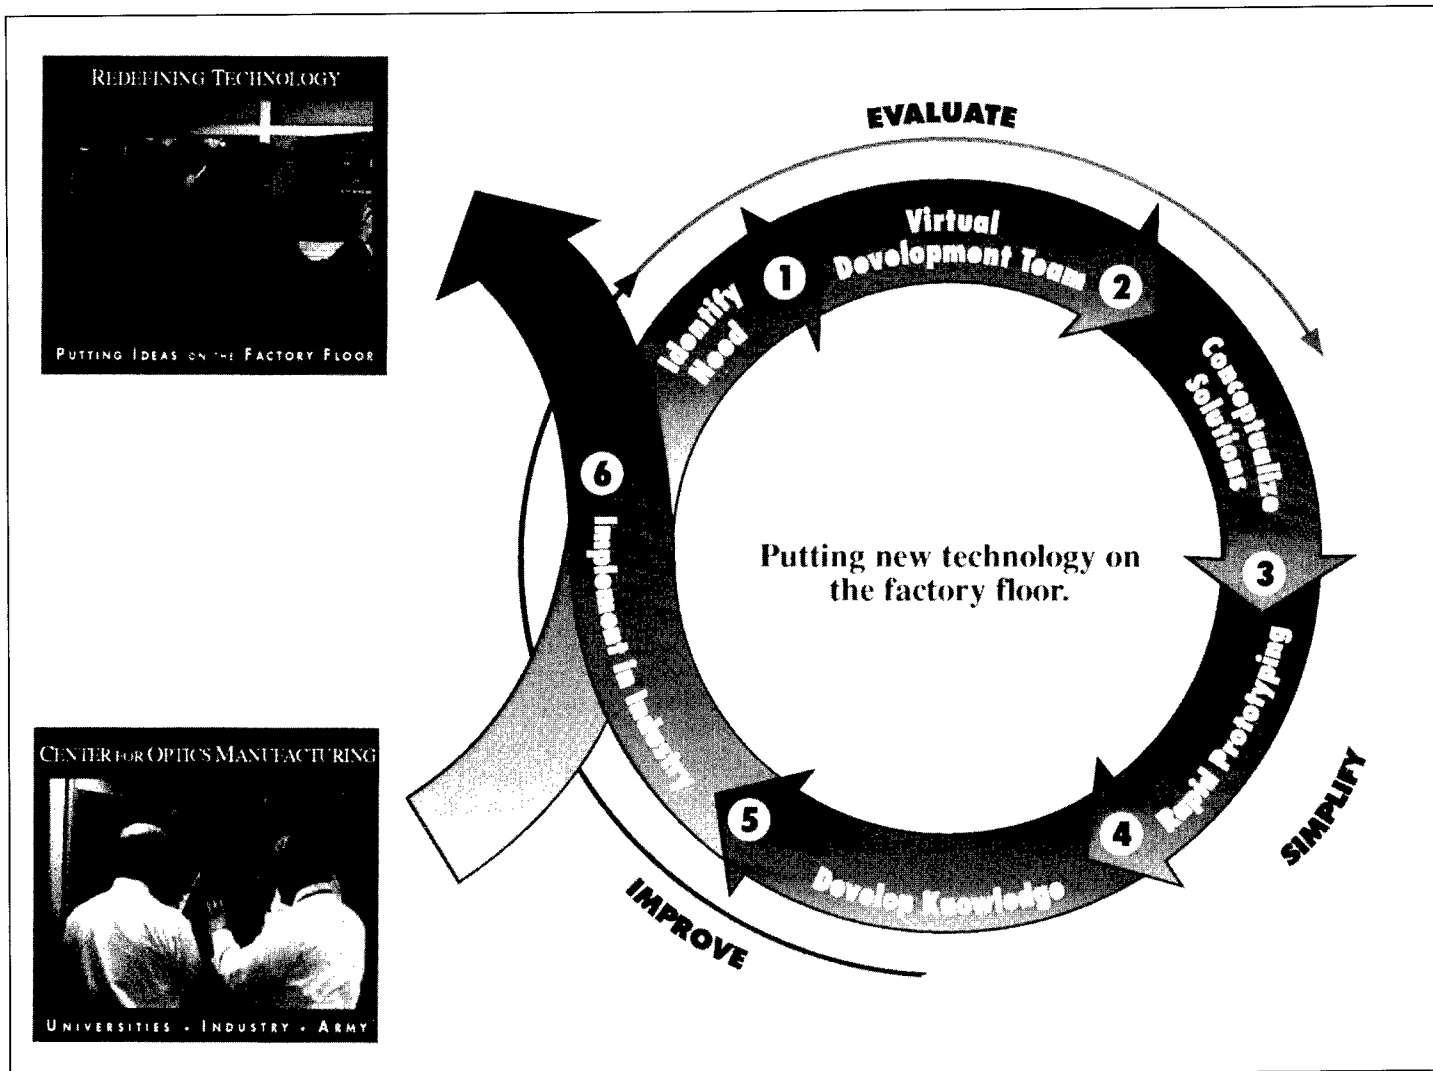 REDEFINING TECHNOLOGY
PUTTING IDEAS ON THE FACTORY FLOOR
CENTER FOR OPTICS MANUFACTURING
UNIVERSITIES • INDUSTRY • ARMY
EVALUATE
Identify
Need
1
Virtual
Development Team
2
Conceptualize
Solutions
3
Rapid Prototyping
4
SIMPLIFY
Develop Knowledge
5
IMPROVE
Implement in Industry
6
Putting new technology on
the factory floor.